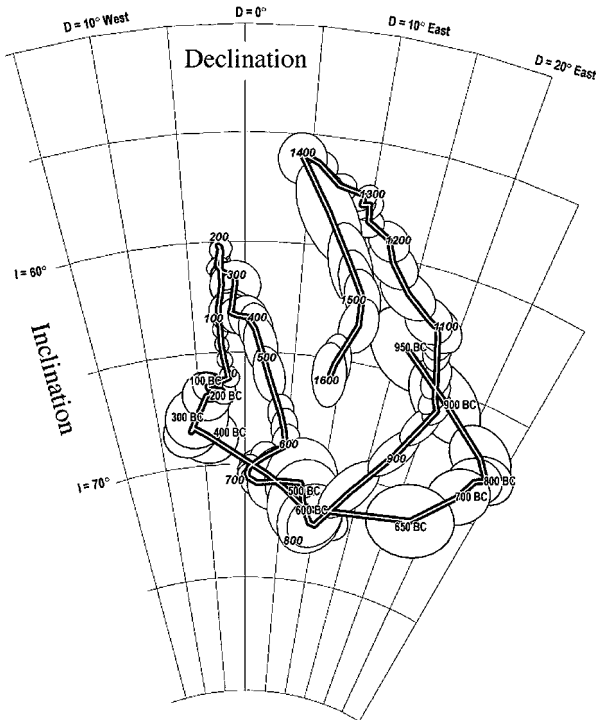 D = 10° West
D = 0°
D = 10° East
D = 20° East
Declination
1400
1300
200
1200
I = 60°
300
1500
100
400
1100
Inclination
950 BC
500
0
1600
100 BC
200 BC
900 BC
300 BC
400 BC
600
900
I = 70°
700
800 BC
500 BC
700 BC
600 BC
650 BC
800